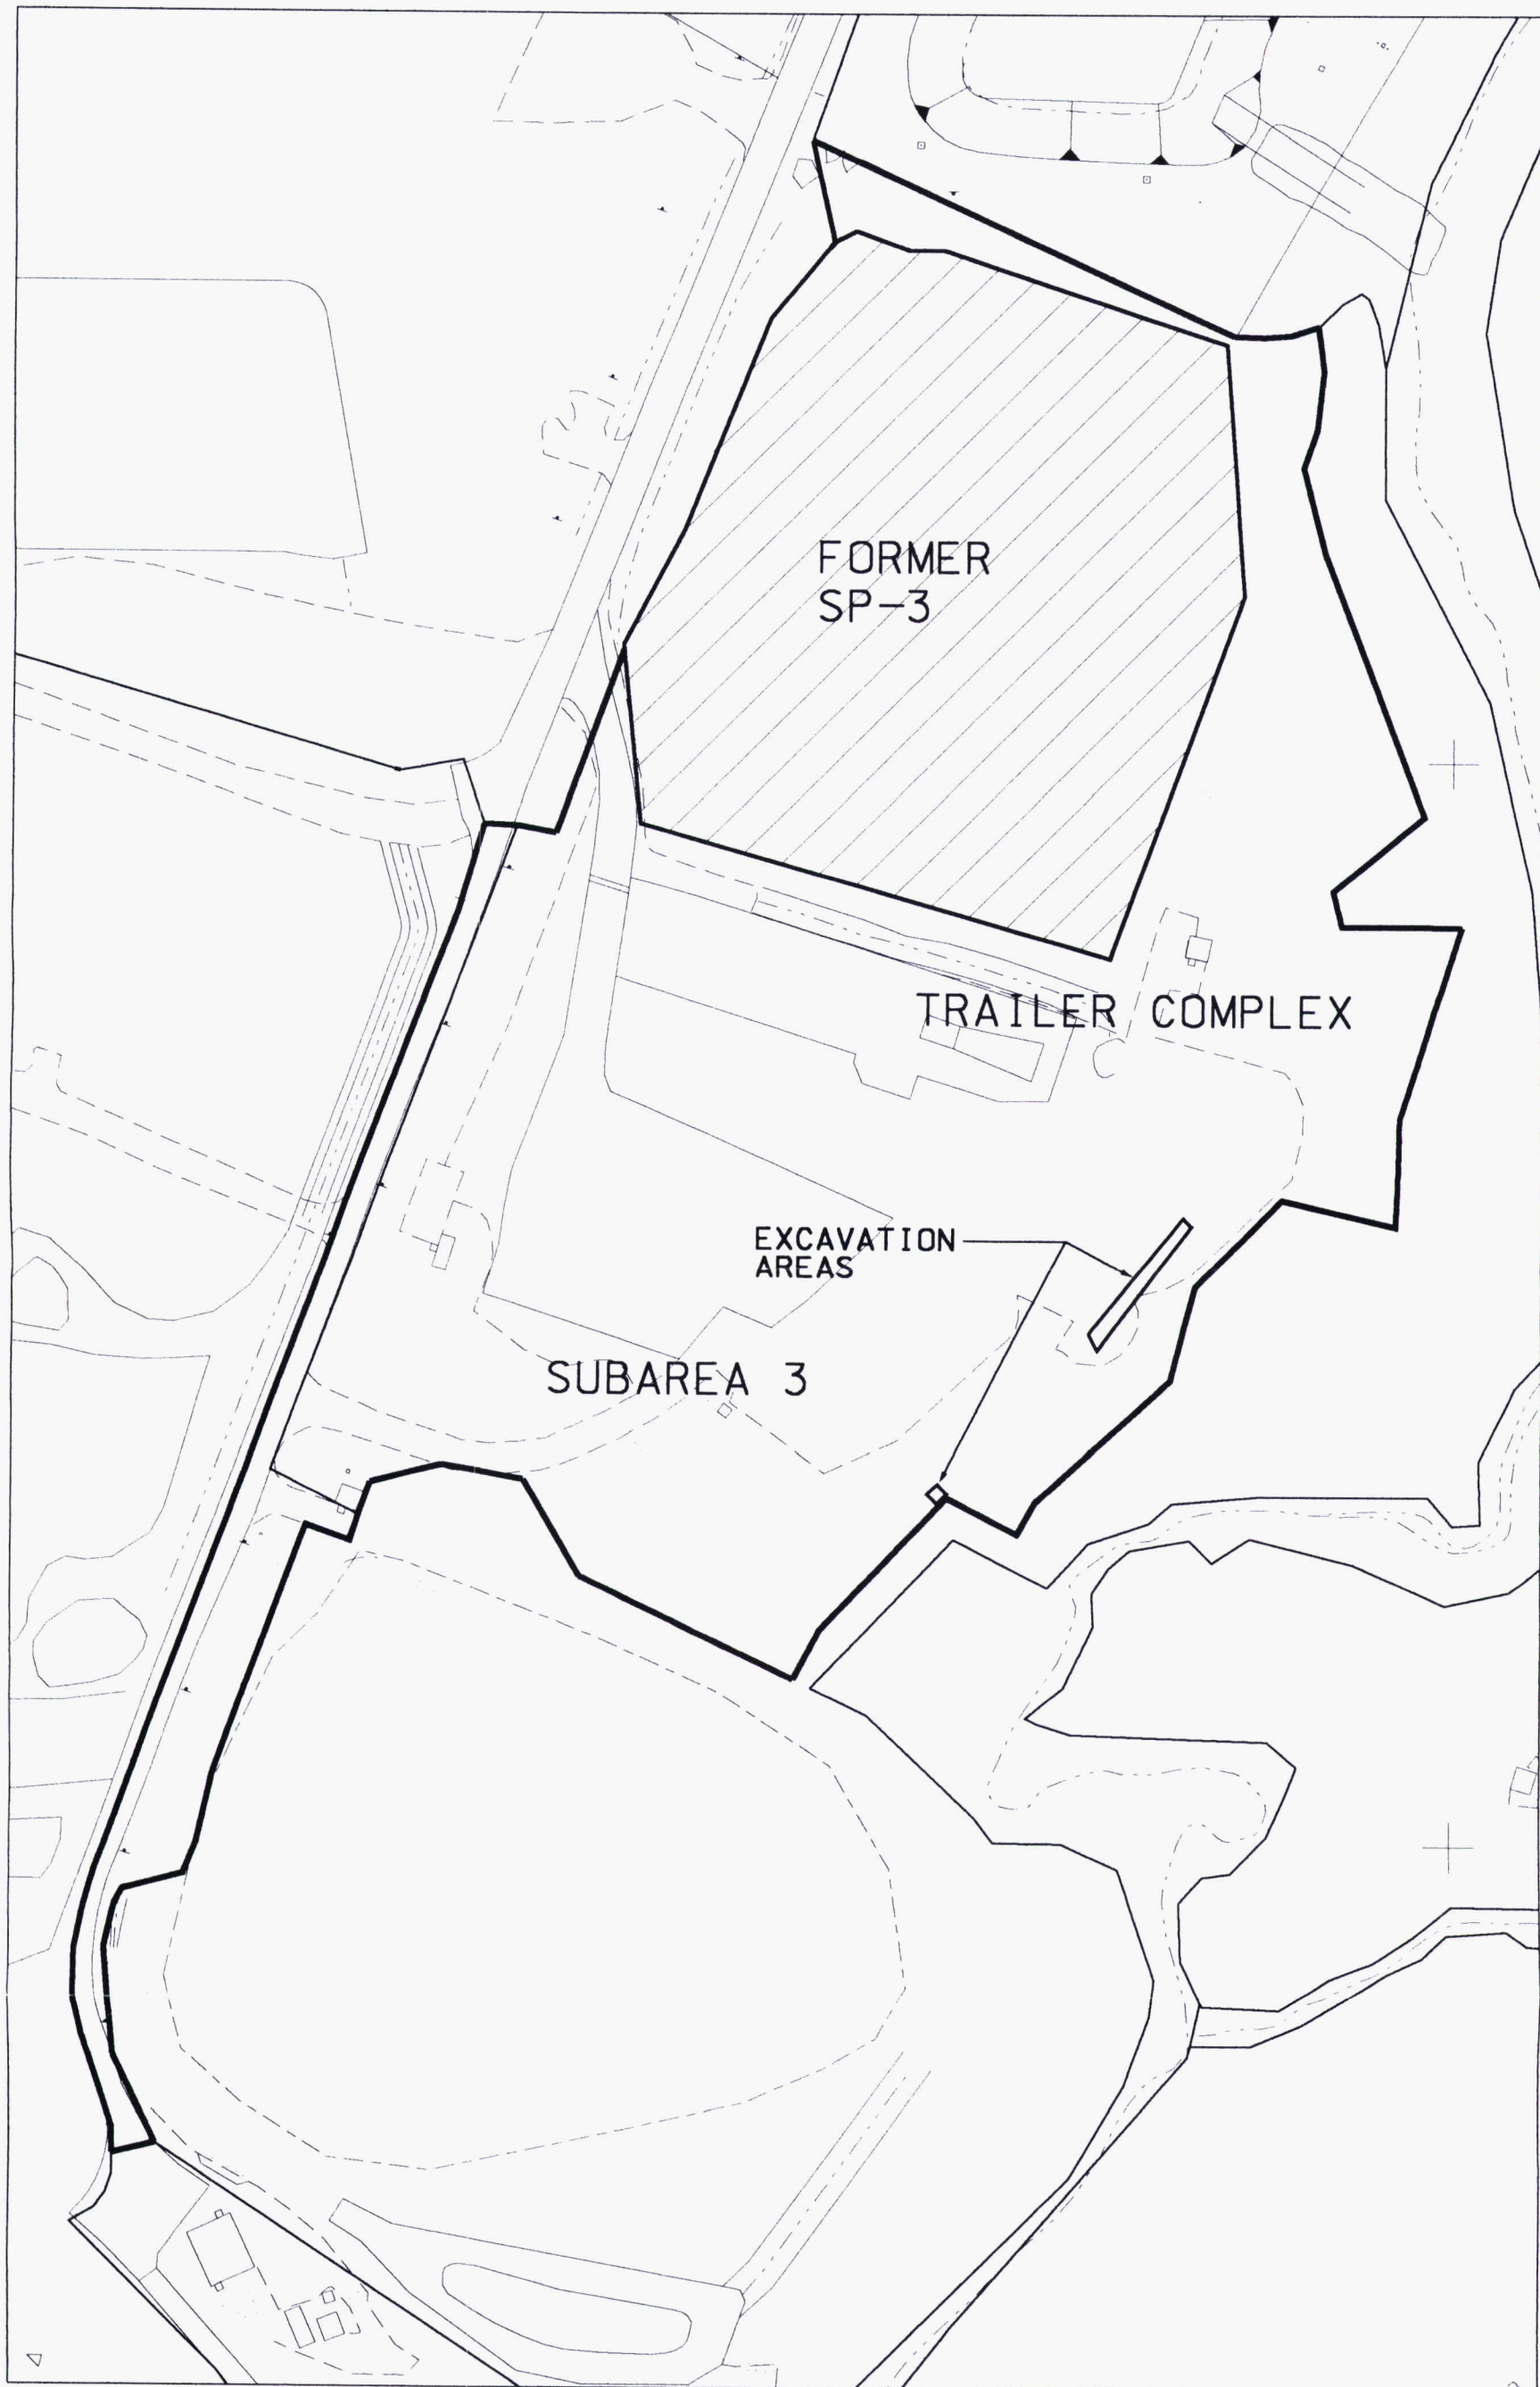 FORMER
SP-3
TRAILER COMPLEX
EXCAVATION
AREAS
SUBAREA 3